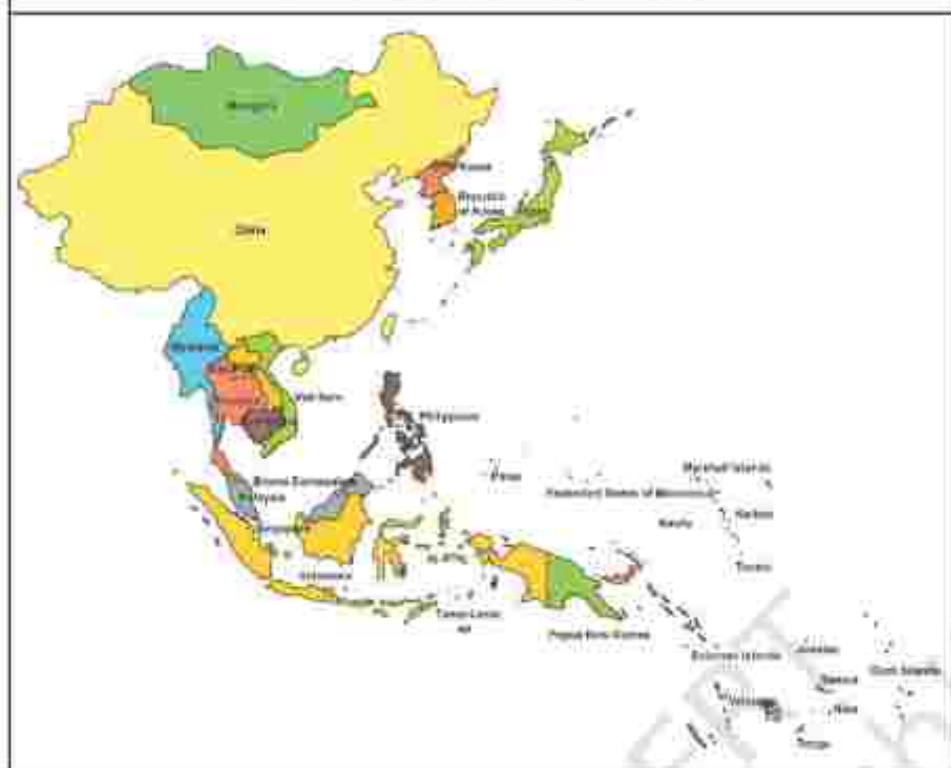 Mongolia
Korea
Republic
of Korea
Japan
China
Myanmar
Viet Nam
Philippines
Palau
Marshall Islands
Federated States of Micronesia
Brunei Darussalam
Malaysia
Nauru
Kiribati
Tuvalu
Indonesia
Timor-Leste
Papua New Guinea
Solomon Islands
Cook Islands
Samoa
Vanuatu
Niue
Tonga